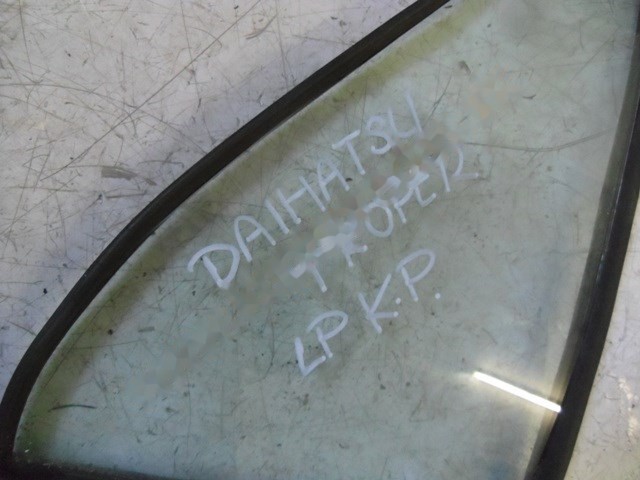 DAIHATSU
TROPER
LP K.P.